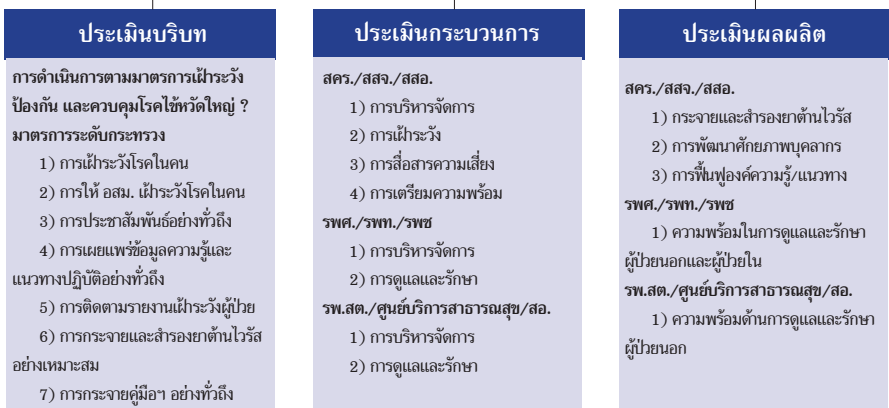 ประเมินบริบท
การดำเนินการตามมาตรการเฝ้าระวัง
ป้องกัน และควบคุมโรคไข้หวัดใหญ่ ?
มาตรการระดับกระทรวง
1) การเฝ้าระวังโรคในคน
2) การให้ อสม. เฝ้าระวังโรคในคน
3) การประชาสัมพันธ์อย่างทั่วถึง
4) การเผยแพร่ข้อมูลความรู้และ
แนวทางปฏิบัติอย่างทั่วถึง
5) การติดตามรายงานเฝ้าระวังผู้ป่วย
6) การกระจายและสำรองยาต้านไวรัส
อย่างเหมาะสม
7) การกระจายคู่มือฯ อย่างทั่วถึง
ประเมินกระบวนการ
สคร./สสจ./สสอ.
1) การบริหารจัดการ
2) การเฝ้าระวัง
3) การสื่อสารความเสี่ยง
4) การเตรียมความพร้อม
รพศ./รพท./รพช
1) การบริหารจัดการ
2) การดูแลและรักษา
รพ.สต./ศูนย์บริการสาธารณสุข/สอ.
1) การบริหารจัดการ
2) การดูแลและรักษา
ประเมินผลผลิต
สคร./สสจ./สสอ.
1) กระจายและสำรองยาต้านไวรัส
2) การพัฒนาศักยภาพบุคลากร
3) การฟื้นฟูองค์ความรู้/แนวทาง
รพศ./รพท./รพช
1) ความพร้อมในการดูแลและรักษา
ผู้ป่วยนอกและผู้ป่วยใน
รพ.สต./ศูนย์บริการสาธารณสุข/สอ.
1) ความพร้อมด้านการดูแลและรักษา
ผู้ป่วยนอก